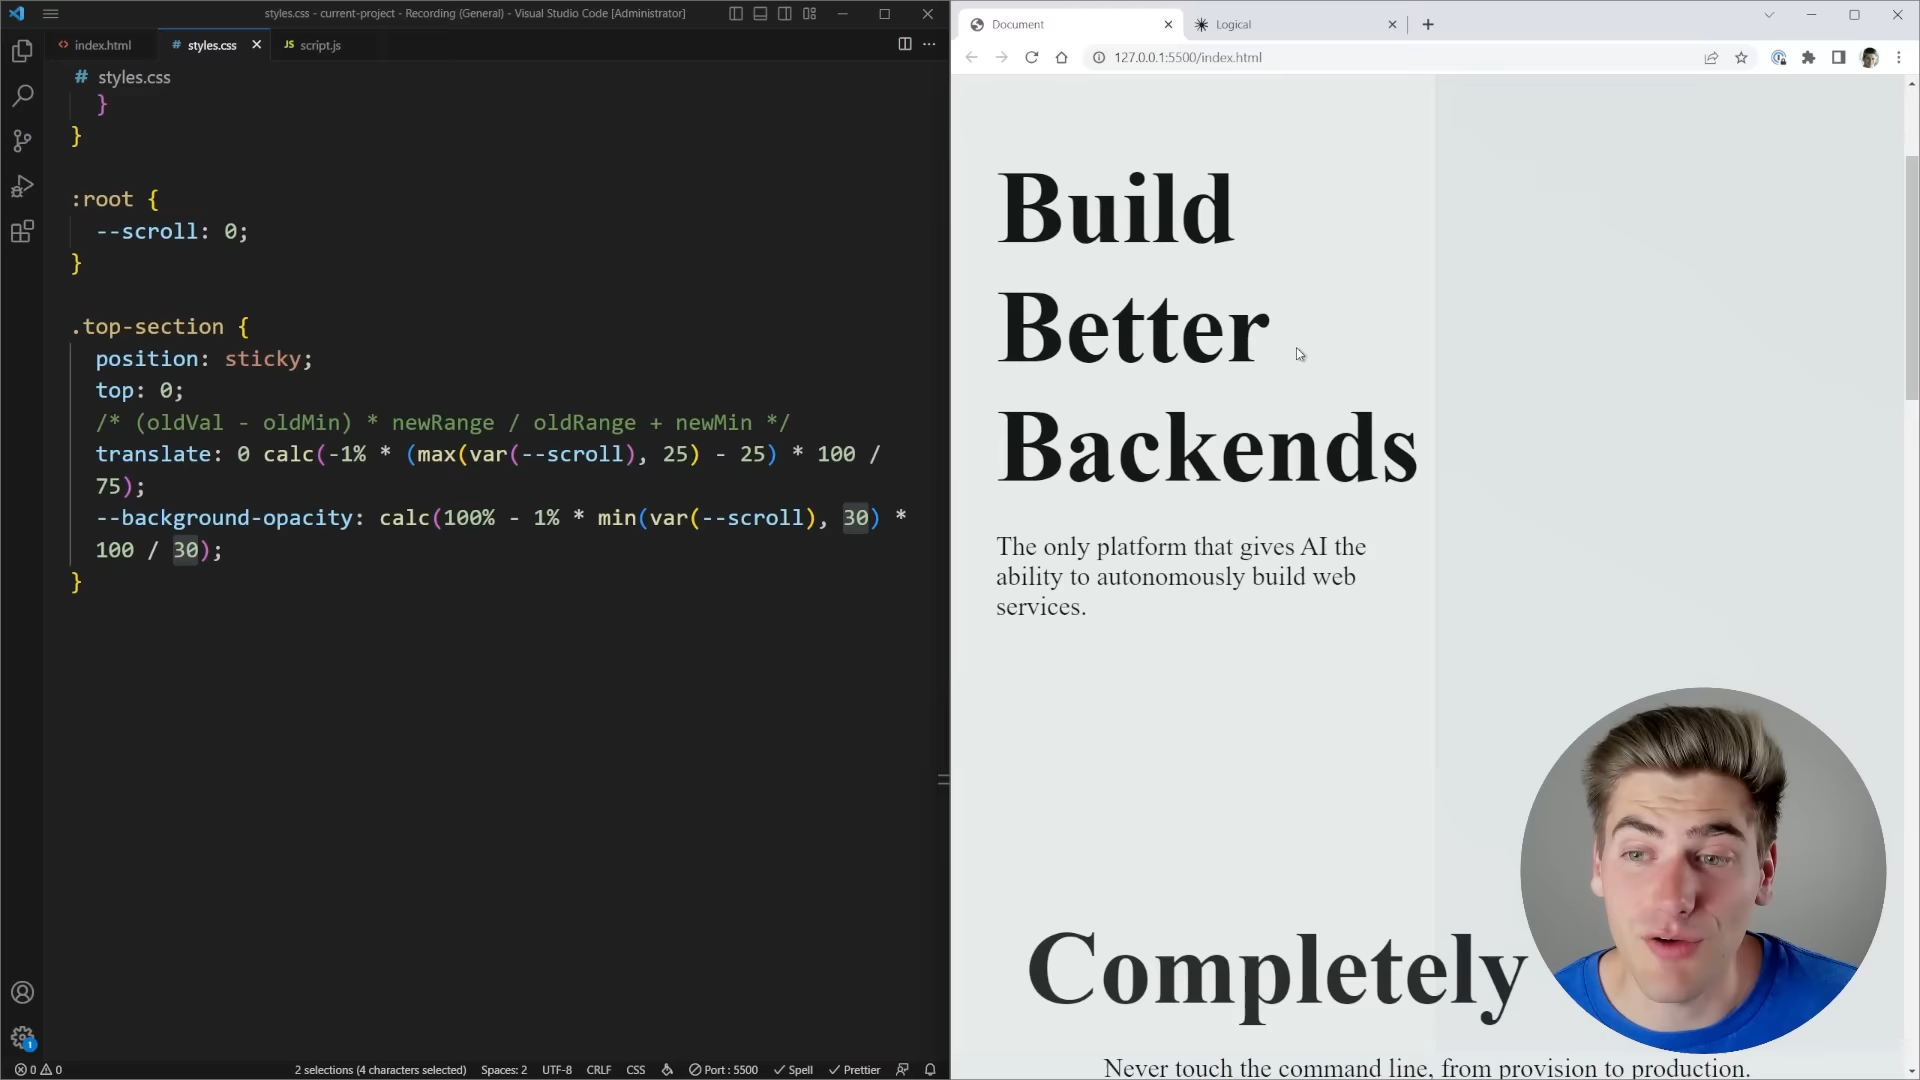 styles.css - current-project - Recording (General) - Visual Studio Code [Administrator]
index.html
# styles.css
JS script.js
# styles.css
}
}
:root {
--scroll: 0;
}
.top-section {
position: sticky;
top: 0;
/* (oldVal - oldMin) * newRange / oldRange + newMin */
translate: 0 calc(-1% * (max(var(--scroll), 25) - 25) * 100 /
75);
--background-opacity: calc(100% - 1% * min(var(--scroll), 30) *
100 / 30);
}
1
0 0
2 selections (4 characters selected)
Spaces: 2
UTF-8
CRLF
CSS
Port : 5500
Spell
Prettier
Document
Logical
127.0.0.1:5500/index.html
Build
Better
Backends
The only platform that gives AI the
ability to autonomously build web
services.
Completely
Never touch the command line, from provision to production.